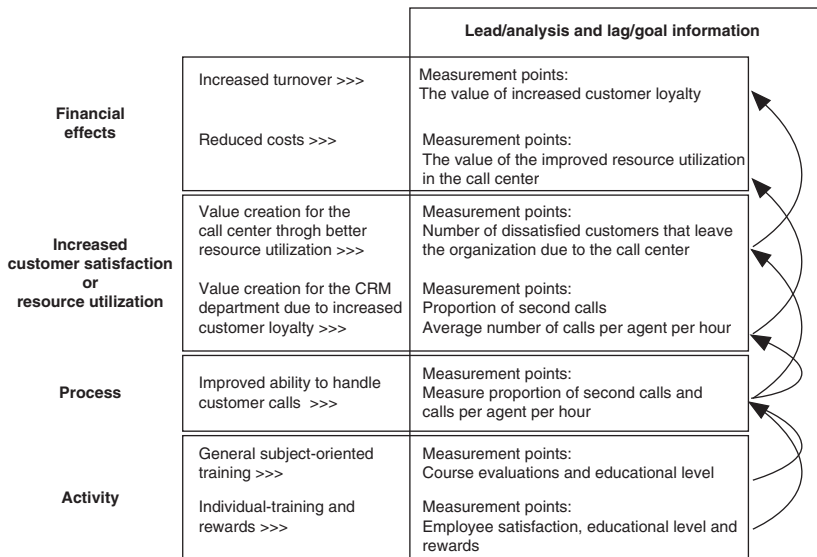 Lead/analysis and lag/goal information
Financial
effects
Increased turnover >>>
Measurement points:
The value of increased customer loyalty
Reduced costs >>>
Measurement points:
The value of the improved resource utilization
in the call center
Increased
customer satisfaction
or
resource utilization
Value creation for the
call center throgh better
resource utilization >>>
Measurement points:
Number of dissatisfied customers that leave
the organization due to the call center
Value creation for the CRM
department due to increased
customer loyalty >>>
Measurement points:
Proportion of second calls
Average number of calls per agent per hour
Process
Improved ability to handle
customer calls >>>
Measurement points:
Measure proportion of second calls and
calls per agent per hour
Activity
General subject-oriented
training >>>
Measurement points:
Course evaluations and educational level
Individual-training and
rewards >>>
Measurement points:
Employee satisfaction, educational level and
rewards